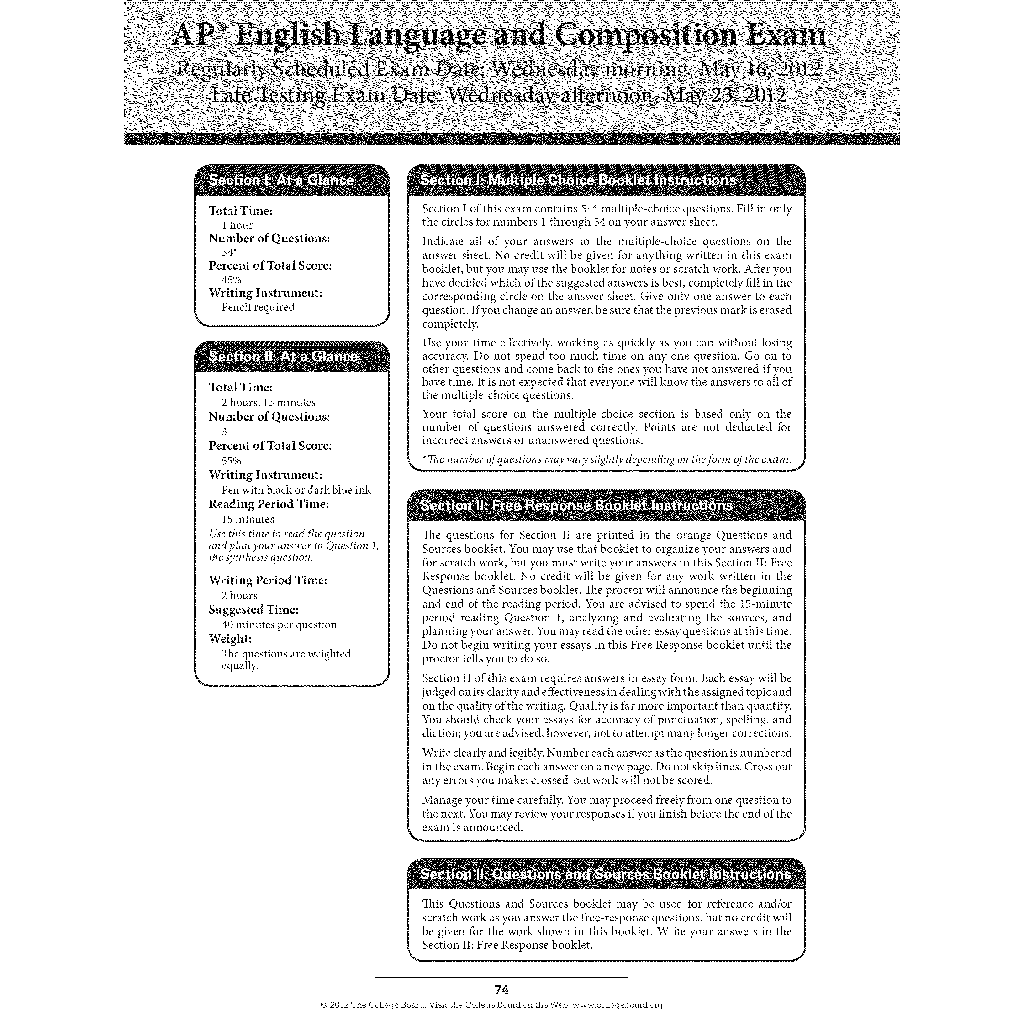 AP® English Language and Composition Exam
Regularly Scheduled Exam Date: Wednesday morning, May 16, 2012
Late-Testing Exam Date: Wednesday afternoon, May 23, 2012
Section I: At a Glance
Total Time:
1 hour
Number of Questions:
54*
Percent of Total Score:
45%
Writing Instrument:
Pencil required
Section II: At a Glance
Total Time:
2 hours, 15 minutes
Number of Questions:
3
Percent of Total Score:
55%
Writing Instrument:
Pen with black or dark blue ink
Reading Period Time:
15 minutes
Use this time to read the question
and plan your answer to Question 1,
the synthesis question.
Writing Period Time:
2 hours
Suggested Time:
40 minutes per question
Weight:
The questions are weighted
equally.
Section I: Multiple Choice Booklet Instructions
Section I of this exam contains 54* multiple-choice questions. Fill in only
the circles for numbers 1 through 54 on your answer sheet.
Indicate all of your answers to the multiple-choice questions on the
answer sheet. No credit will be given for anything written in this exam
booklet, but you may use the booklet for notes or scratch work. After you
have decided which of the suggested answers is best, completely fill in the
corresponding circle on the answer sheet. Give only one answer to each
question. If you change an answer, be sure that the previous mark is erased
completely.
Use your time effectively, working as quickly as you can without losing
accuracy. Do not spend too much time on any one question. Go on to
other questions and come back to the ones you have not answered if you
have time. It is not expected that everyone will know the answers to all of
the multiple-choice questions.
Your total score on the multiple-choice section is based only on the
number of questions answered correctly. Points are not deducted for
incorrect answers or unanswered questions.
*The number of questions may vary slightly depending on the form of the exam.
Section II: Free Response Booklet Instructions
The questions for Section II are printed in the orange Questions and
Sources booklet. You may use that booklet to organize your answers and
for scratch work, but you must write your answers in this Section II: Free
Response booklet. No credit will be given for any work written in the
Questions and Sources booklet. The proctor will announce the beginning
and end of the reading period. You are advised to spend the 15-minute
period reading Question 1, analyzing and evaluating the sources, and
planning your answer. You may read the other essay questions at this time.
Do not begin writing your essays in this Free Response booklet until the
proctor tells you to do so.
Section II of this exam requires answers in essay form. Each essay will be
judged on its clarity and effectiveness in dealing with the assigned topic and
on the quality of the writing. Quality is far more important than quantity.
You should check your essays for accuracy of punctuation, spelling, and
diction; you are advised, however, not to attempt many longer corrections.
Write clearly and legibly. Number each answer as the question is numbered
in the exam. Begin each answer on a new page. Do not skip lines. Cross out
any errors you make; crossed-out work will not be scored.
Manage your time carefully. You may proceed freely from one question to
the next. You may review your responses if you finish before the end of the
exam is announced.
Section II: Questions and Sources Booklet Instructions
This Questions and Sources booklet may be used for reference and/or
scratch work as you answer the free-response questions, but no credit will
be given for the work shown in this booklet. Write your answers in the
Section II: Free Response booklet.
74
© 2012 The College Board. Visit the College Board on the Web: www.collegeboard.org